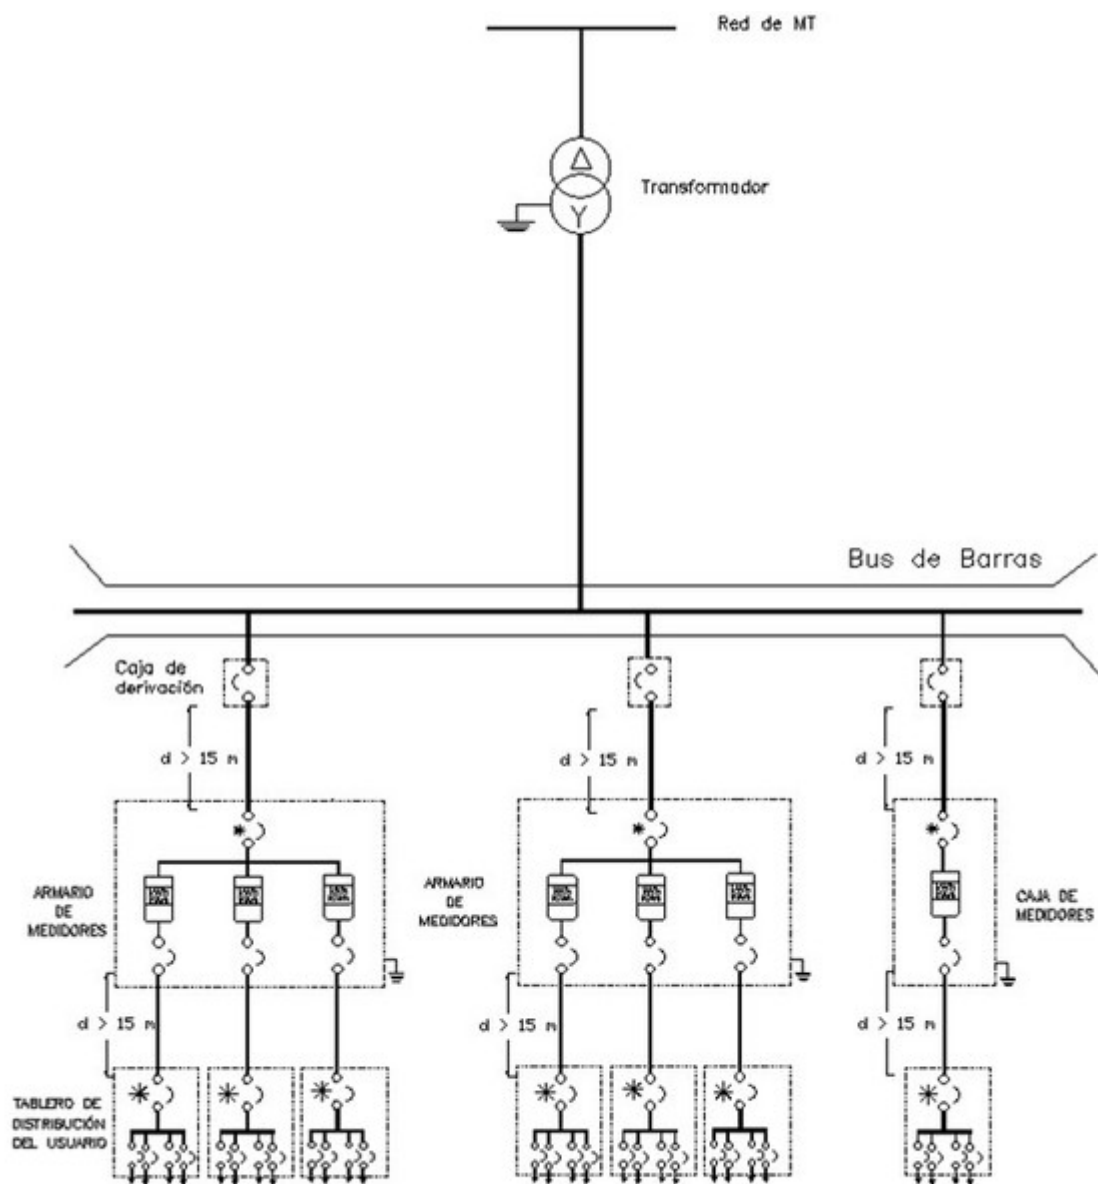 Red de MT
Δ
Transformador
Y
Bus de Barras
Caja de
derivación
d > 15 m
d > 15 m
d > 15 m
*
*
*
ARMARIO
DE
MEDIDORES
ARMARIO
DE
MEDIDORES
CAJA DE
MEDIDORES
d > 15 m
d > 15 m
d > 15 m
TABLERO DE
DISTRIBUCIÓN
DEL USUARIO
*
*
*
*
*
*
*